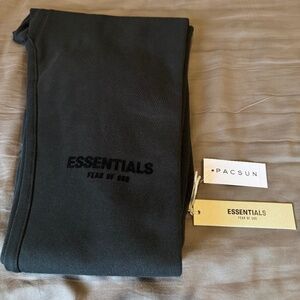 ESSENTIALS
FEAR OF GOD
PACSUN
ESSENTIALS
FEAR OF GOD